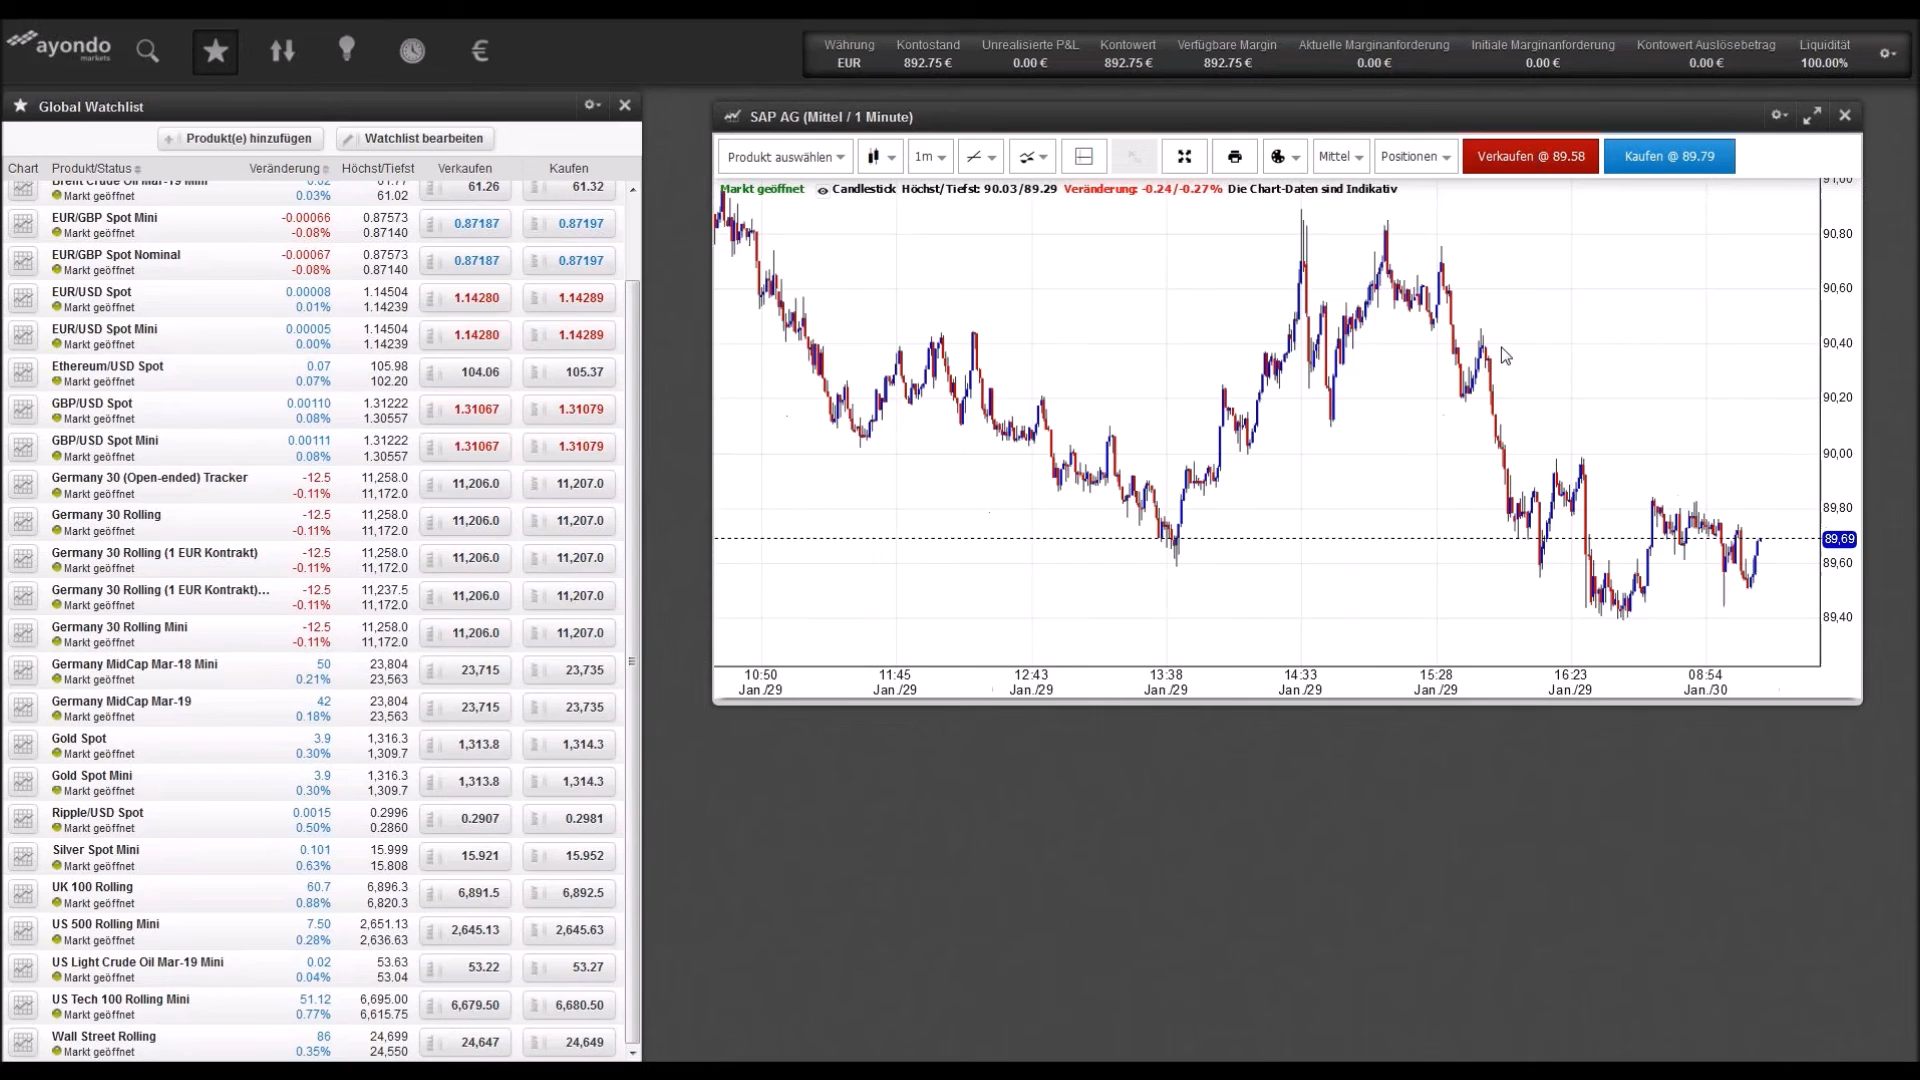 ayondo
markets
Währung Kontostand Unrealisierte P&L Kontowert Verfügbare Margin Aktuelle Marginanforderung Initiale Marginanforderung Kontowert Auslösebetrag Liquidität
EUR 892.75 € 0.00 € 892.75 € 892.75 € 0.00 € 0.00 € 0.00 € 100.00%
Global Watchlist
Produkt(e) hinzufügen Watchlist bearbeiten
Chart Produkt/Status Veränderung Höchst/Tiefst Verkaufen Kaufen
Brent Crude Oil Mar-19 Mini 0.02 61.77 61.26 61.32
Markt geöffnet 0.03% 61.02
EUR/GBP Spot Mini -0.00066 0.87573 0.87187 0.87197
Markt geöffnet -0.08% 0.87140
EUR/GBP Spot Nominal -0.00067 0.87573 0.87187 0.87197
Markt geöffnet -0.08% 0.87140
EUR/USD Spot 0.00008 1.14504 1.14280 1.14289
Markt geöffnet 0.01% 1.14239
EUR/USD Spot Mini 0.00005 1.14504 1.14280 1.14289
Markt geöffnet 0.00% 1.14239
Ethereum/USD Spot 0.07 105.98 104.06 105.37
Markt geöffnet 0.07% 102.20
GBP/USD Spot 0.00110 1.31222 1.31067 1.31079
Markt geöffnet 0.08% 1.30557
GBP/USD Spot Mini 0.00111 1.31222 1.31067 1.31079
Markt geöffnet 0.08% 1.30557
Germany 30 (Open-ended) Tracker -12.5 11,258.0 11,206.0 11,207.0
Markt geöffnet -0.11% 11,172.0
Germany 30 Rolling -12.5 11,258.0 11,206.0 11,207.0
Markt geöffnet -0.11% 11,172.0
Germany 30 Rolling (1 EUR Kontrakt) -12.5 11,258.0 11,206.0 11,207.0
Markt geöffnet -0.11% 11,172.0
Germany 30 Rolling (1 EUR Kontrakt)... -12.5 11,237.5 11,206.0 11,207.0
Markt geöffnet -0.11% 11,172.0
Germany 30 Rolling Mini -12.5 11,258.0 11,206.0 11,207.0
Markt geöffnet -0.11% 11,172.0
Germany MidCap Mar-18 Mini 50 23,804 23,715 23,735
Markt geöffnet 0.21% 23,563
Germany MidCap Mar-19 42 23,804 23,715 23,735
Markt geöffnet 0.18% 23,563
Gold Spot 3.9 1,316.3 1,313.8 1,314.3
Markt geöffnet 0.30% 1,309.7
Gold Spot Mini 3.9 1,316.3 1,313.8 1,314.3
Markt geöffnet 0.30% 1,309.7
Ripple/USD Spot 0.0015 0.2996 0.2907 0.2981
Markt geöffnet 0.50% 0.2860
Silver Spot Mini 0.101 15.999 15.921 15.952
Markt geöffnet 0.63% 15.808
UK 100 Rolling 60.7 6,896.3 6,891.5 6,892.5
Markt geöffnet 0.88% 6,820.3
US 500 Rolling Mini 7.50 2,651.13 2,645.13 2,645.63
Markt geöffnet 0.28% 2,636.63
US Light Crude Oil Mar-19 Mini 0.02 53.63 53.22 53.27
Markt geöffnet 0.04% 53.04
US Tech 100 Rolling Mini 51.12 6,695.00 6,679.50 6,680.50
Markt geöffnet 0.77% 6,615.75
Wall Street Rolling 86 24,699 24,647 24,649
Markt geöffnet 0.35% 24,550
SAP AG (Mittel / 1 Minute)
Produkt auswählen 1m Mittel Positionen Verkaufen @ 89.58 Kaufen @ 89.79
Markt geöffnet Candlestick Höchst/Tiefst: 90.03/89.29 Veränderung: -0.24/-0.27% Die Chart-Daten sind Indikativ
91,00
90,80
90,60
90,40
90,20
90,00
89,80
89,69
89,60
89,40
10:50 11:45 12:43 13:38 14:33 15:28 16:23 08:54
Jan./29 Jan./29 Jan./29 Jan./29 Jan./29 Jan./29 Jan./29 Jan./30